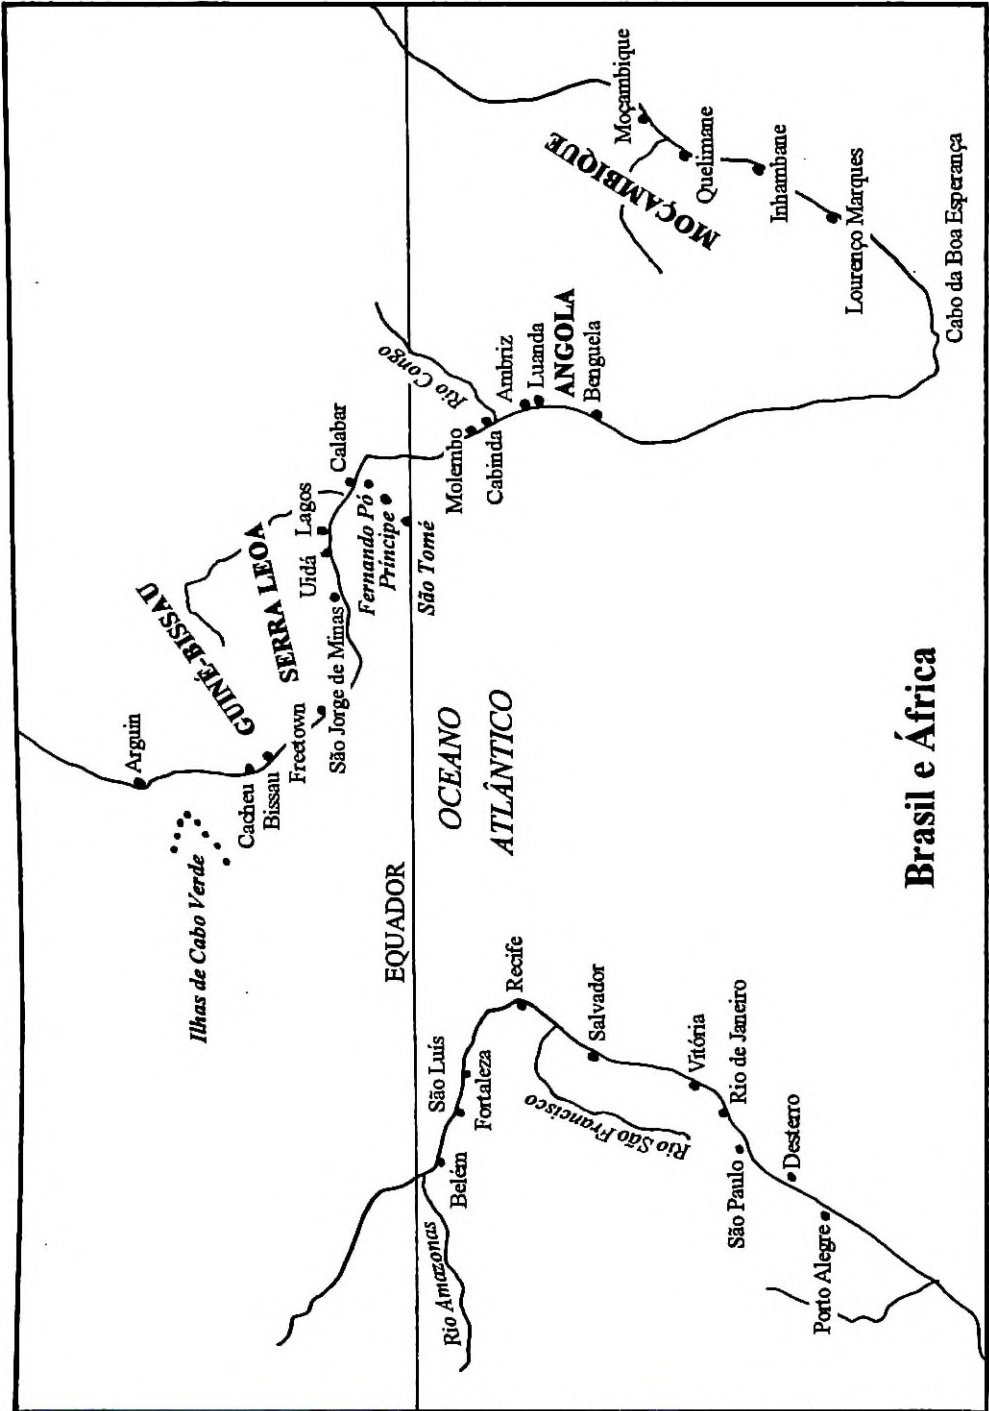 Arguin
Ilhas de Cabo Verde
Cacheu
Bissau
GUINÉ-BISSAU
Freetown
SERRA LEOA
São Jorge de Minas
Uidá
Lagos
Calabar
Fernando Pó
Príncipe
São Tomé
Rio Congo
EQUADOR
OCEANO
ATLÂNTICO
Molembo
Cabinda
Ambriz
Luanda
ANGOLA
Benguela
Moçambique
MOÇAMBIQUE
Quelimane
Inhambane
Lourenço Marques
Cabo da Boa Esperança
Rio Amazonas
Belém
São Luís
Fortaleza
Recife
Rio São Francisco
Salvador
Vitória
Rio de Janeiro
São Paulo
Desterro
Porto Alegre
Brasil e África